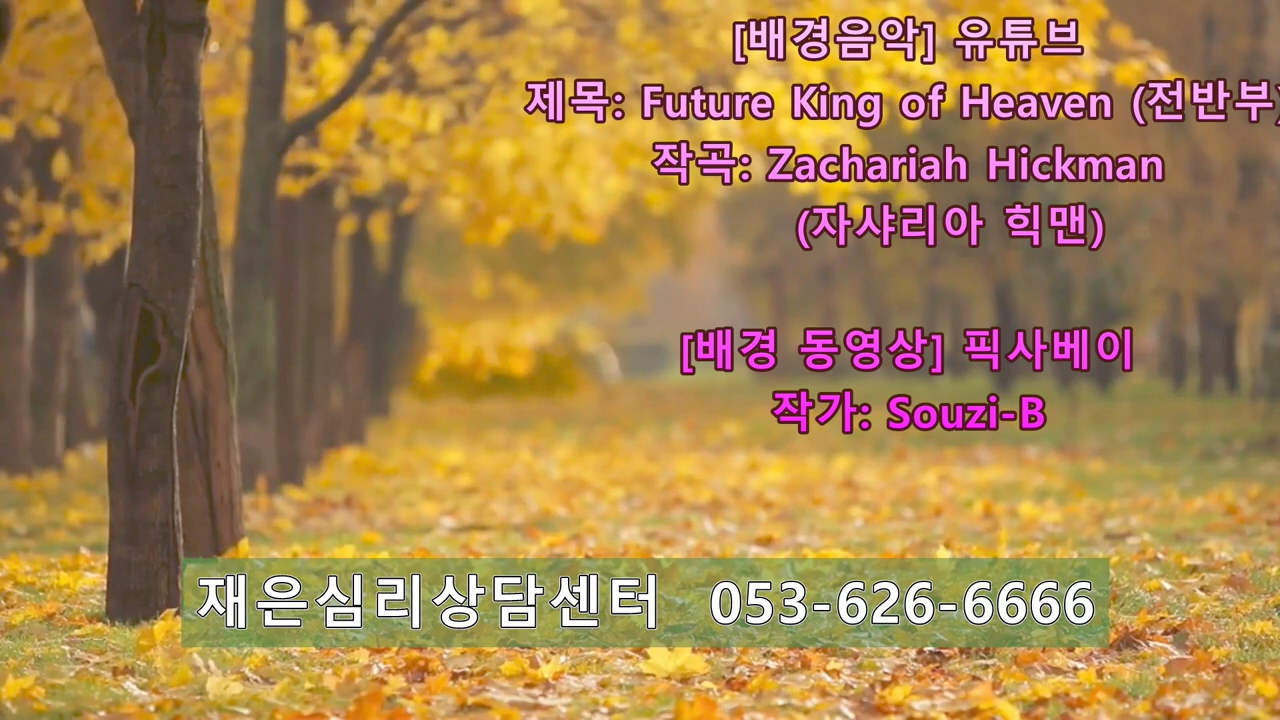 [배경음악] 유튜브
제목: Future King of Heaven (전반부)
작곡: Zachariah Hickman
(자샤리아 힉맨)
[배경 동영상] 픽사베이
작가: Souzi-B
재은심리상담센터 053-626-6666